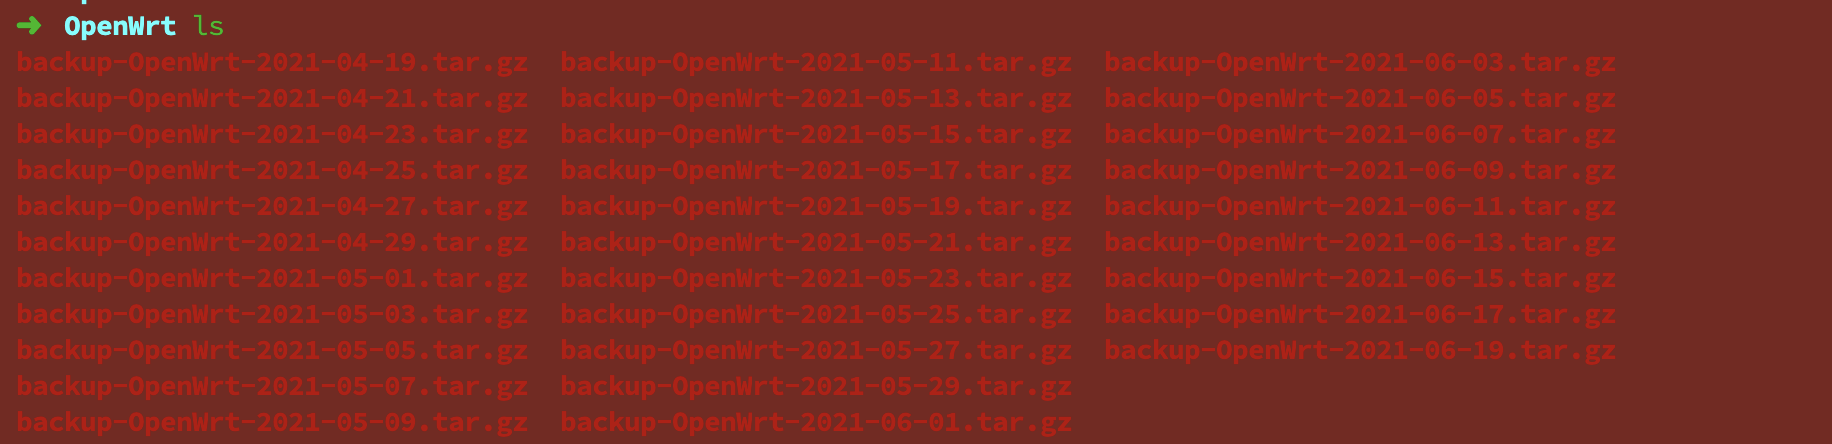 ➜ OpenWrt ls
backup-OpenWrt-2021-04-19.tar.gz backup-OpenWrt-2021-05-11.tar.gz backup-OpenWrt-2021-06-03.tar.gz
backup-OpenWrt-2021-04-21.tar.gz backup-OpenWrt-2021-05-13.tar.gz backup-OpenWrt-2021-06-05.tar.gz
backup-OpenWrt-2021-04-23.tar.gz backup-OpenWrt-2021-05-15.tar.gz backup-OpenWrt-2021-06-07.tar.gz
backup-OpenWrt-2021-04-25.tar.gz backup-OpenWrt-2021-05-17.tar.gz backup-OpenWrt-2021-06-09.tar.gz
backup-OpenWrt-2021-04-27.tar.gz backup-OpenWrt-2021-05-19.tar.gz backup-OpenWrt-2021-06-11.tar.gz
backup-OpenWrt-2021-04-29.tar.gz backup-OpenWrt-2021-05-21.tar.gz backup-OpenWrt-2021-06-13.tar.gz
backup-OpenWrt-2021-05-01.tar.gz backup-OpenWrt-2021-05-23.tar.gz backup-OpenWrt-2021-06-15.tar.gz
backup-OpenWrt-2021-05-03.tar.gz backup-OpenWrt-2021-05-25.tar.gz backup-OpenWrt-2021-06-17.tar.gz
backup-OpenWrt-2021-05-05.tar.gz backup-OpenWrt-2021-05-27.tar.gz backup-OpenWrt-2021-06-19.tar.gz
backup-OpenWrt-2021-05-07.tar.gz backup-OpenWrt-2021-05-29.tar.gz
backup-OpenWrt-2021-05-09.tar.gz backup-OpenWrt-2021-06-01.tar.gz